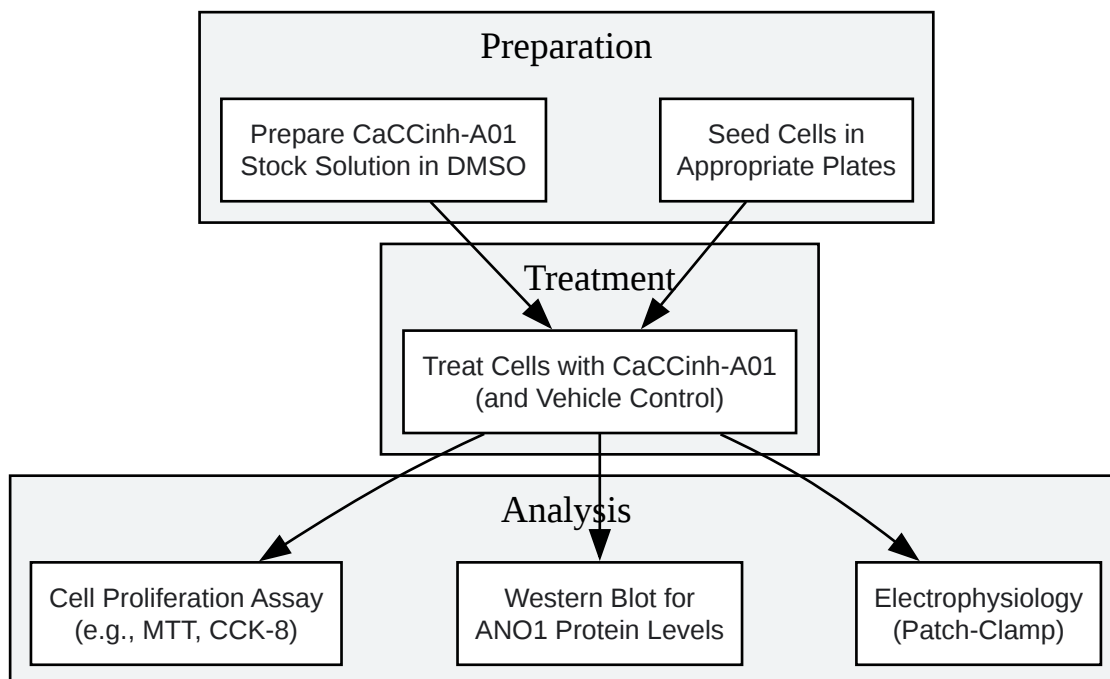 Preparation
Prepare CaCCinh-A01
Stock Solution in DMSO
Seed Cells in
Appropriate Plates
Treatment
Treat Cells with CaCCinh-A01
(and Vehicle Control)
Analysis
Cell Proliferation Assay
(e.g., MTT, CCK-8)
Western Blot for
ANO1 Protein Levels
Electrophysiology
(Patch-Clamp)